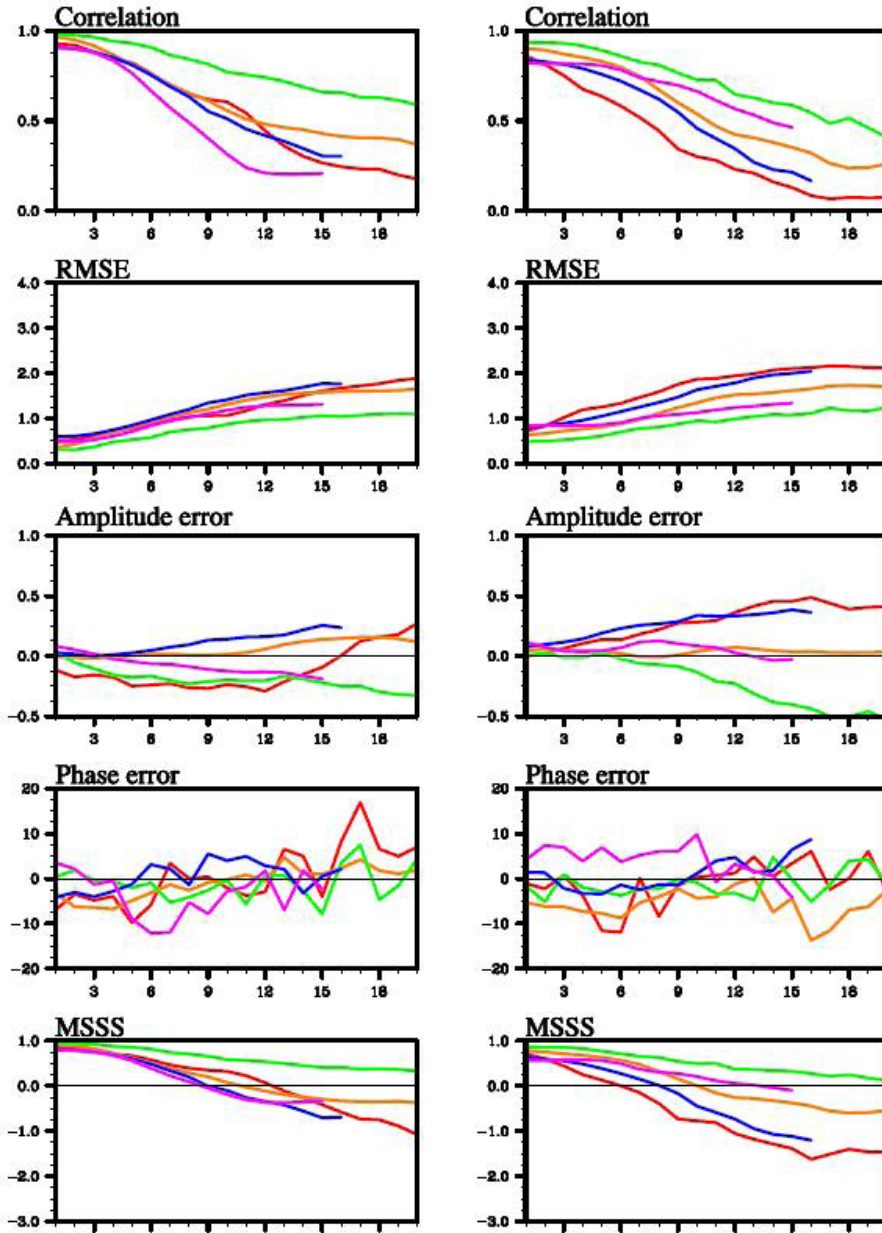 Correlation Correlation
1.0 1.0
0.5 0.5
0.0 0.0
3 6 9 12 15 18 3 6 9 12 15 18
RMSE RMSE
4.0 4.0
3.0 3.0
2.0 2.0
1.0 1.0
0.0 0.0
3 6 9 12 15 18 3 6 9 12 15 18
Amplitude error Amplitude error
1.0 1.0
0.5 0.5
0.0 0.0
−0.5 −0.5
3 6 9 12 15 18 3 6 9 12 15 18
Phase error Phase error
20 20
10 10
0 0
−10 −10
−20 −20
3 6 9 12 15 18 3 6 9 12 15 18
MSSS MSSS
1.0 1.0
0.0 0.0
−1.0 −1.0
−2.0 −2.0
−3.0 −3.0